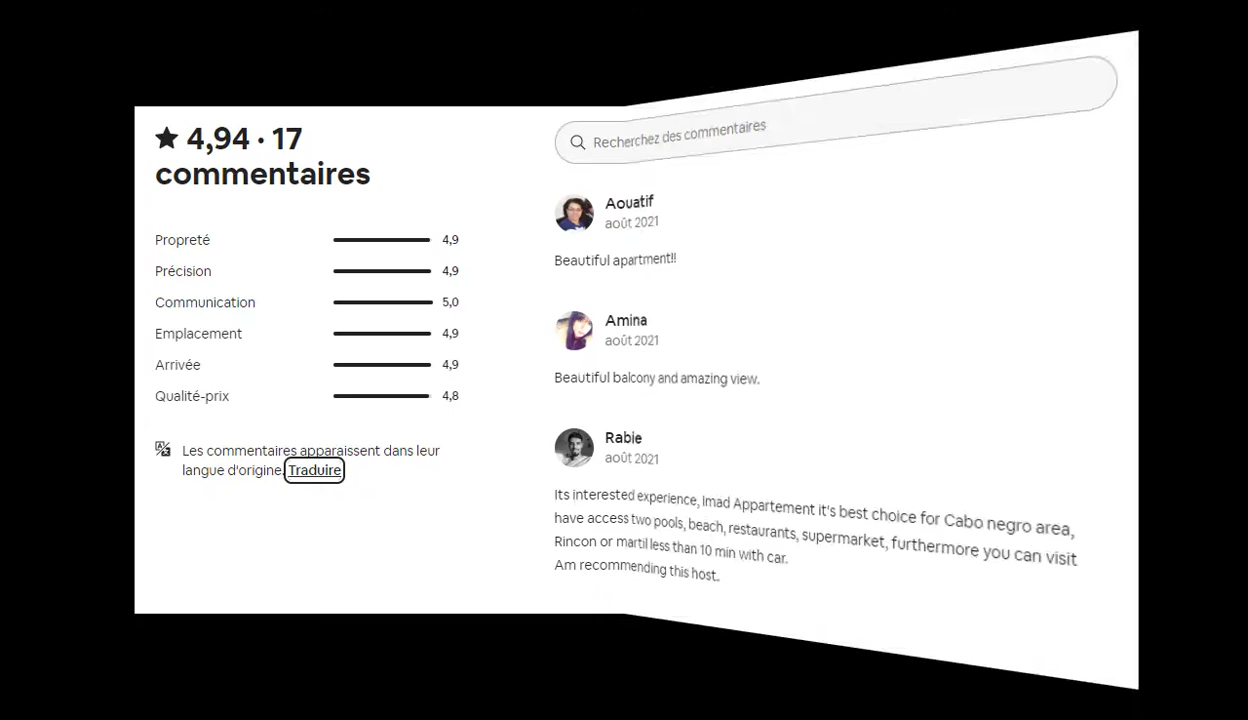 ★ 4,94 · 17
commentaires
Propreté 4,9
Précision 4,9
Communication 5,0
Emplacement 4,9
Arrivée 4,9
Qualité-prix 4,8
Les commentaires apparaissent dans leur
langue d'origine. Traduire
Recherchez des commentaires
Aouatif
août 2021
Beautiful apartment!!
Amina
août 2021
Beautiful balcony and amazing view.
Rabie
août 2021
Its interested experience, Imad Appartement it's best choice for Cabo negro area,
have access two pools, beach, restaurants, supermarket, furthermore you can visit
Rincon or martil less than 10 min with car.
Am recommending this host.